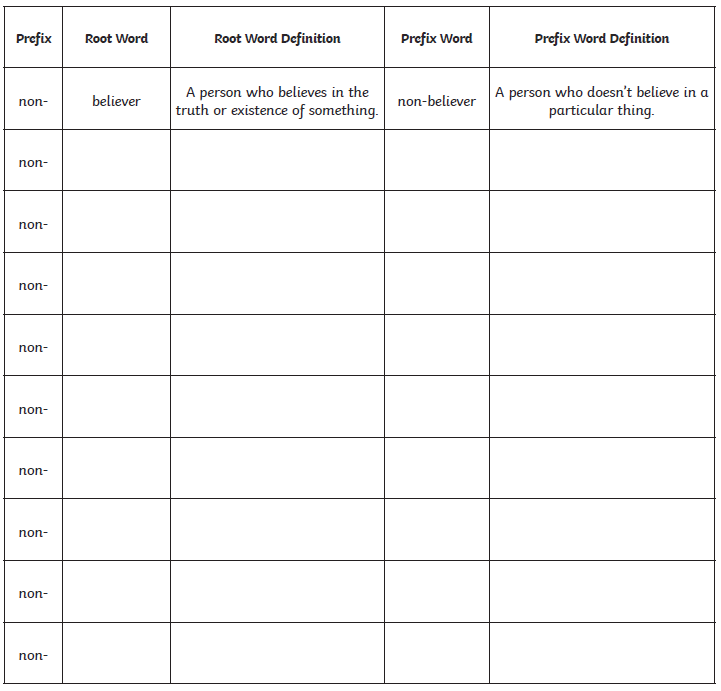 Prefix Root Word Root Word Definition Prefix Word Prefix Word Definition
non- believer A person who believes in the truth or existence of something. non-believer A person who doesn’t believe in a particular thing.
non-
non-
non-
non-
non-
non-
non-
non-
non-